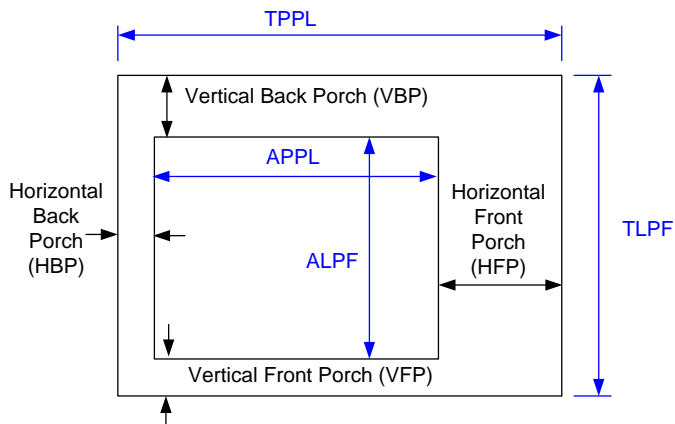 TPPL
Vertical Back Porch (VBP)
APPL
Horizontal
Back
Porch
(HBP)
Horizontal
Front
Porch
(HFP)
TLPF
ALPF
Vertical Front Porch (VFP)